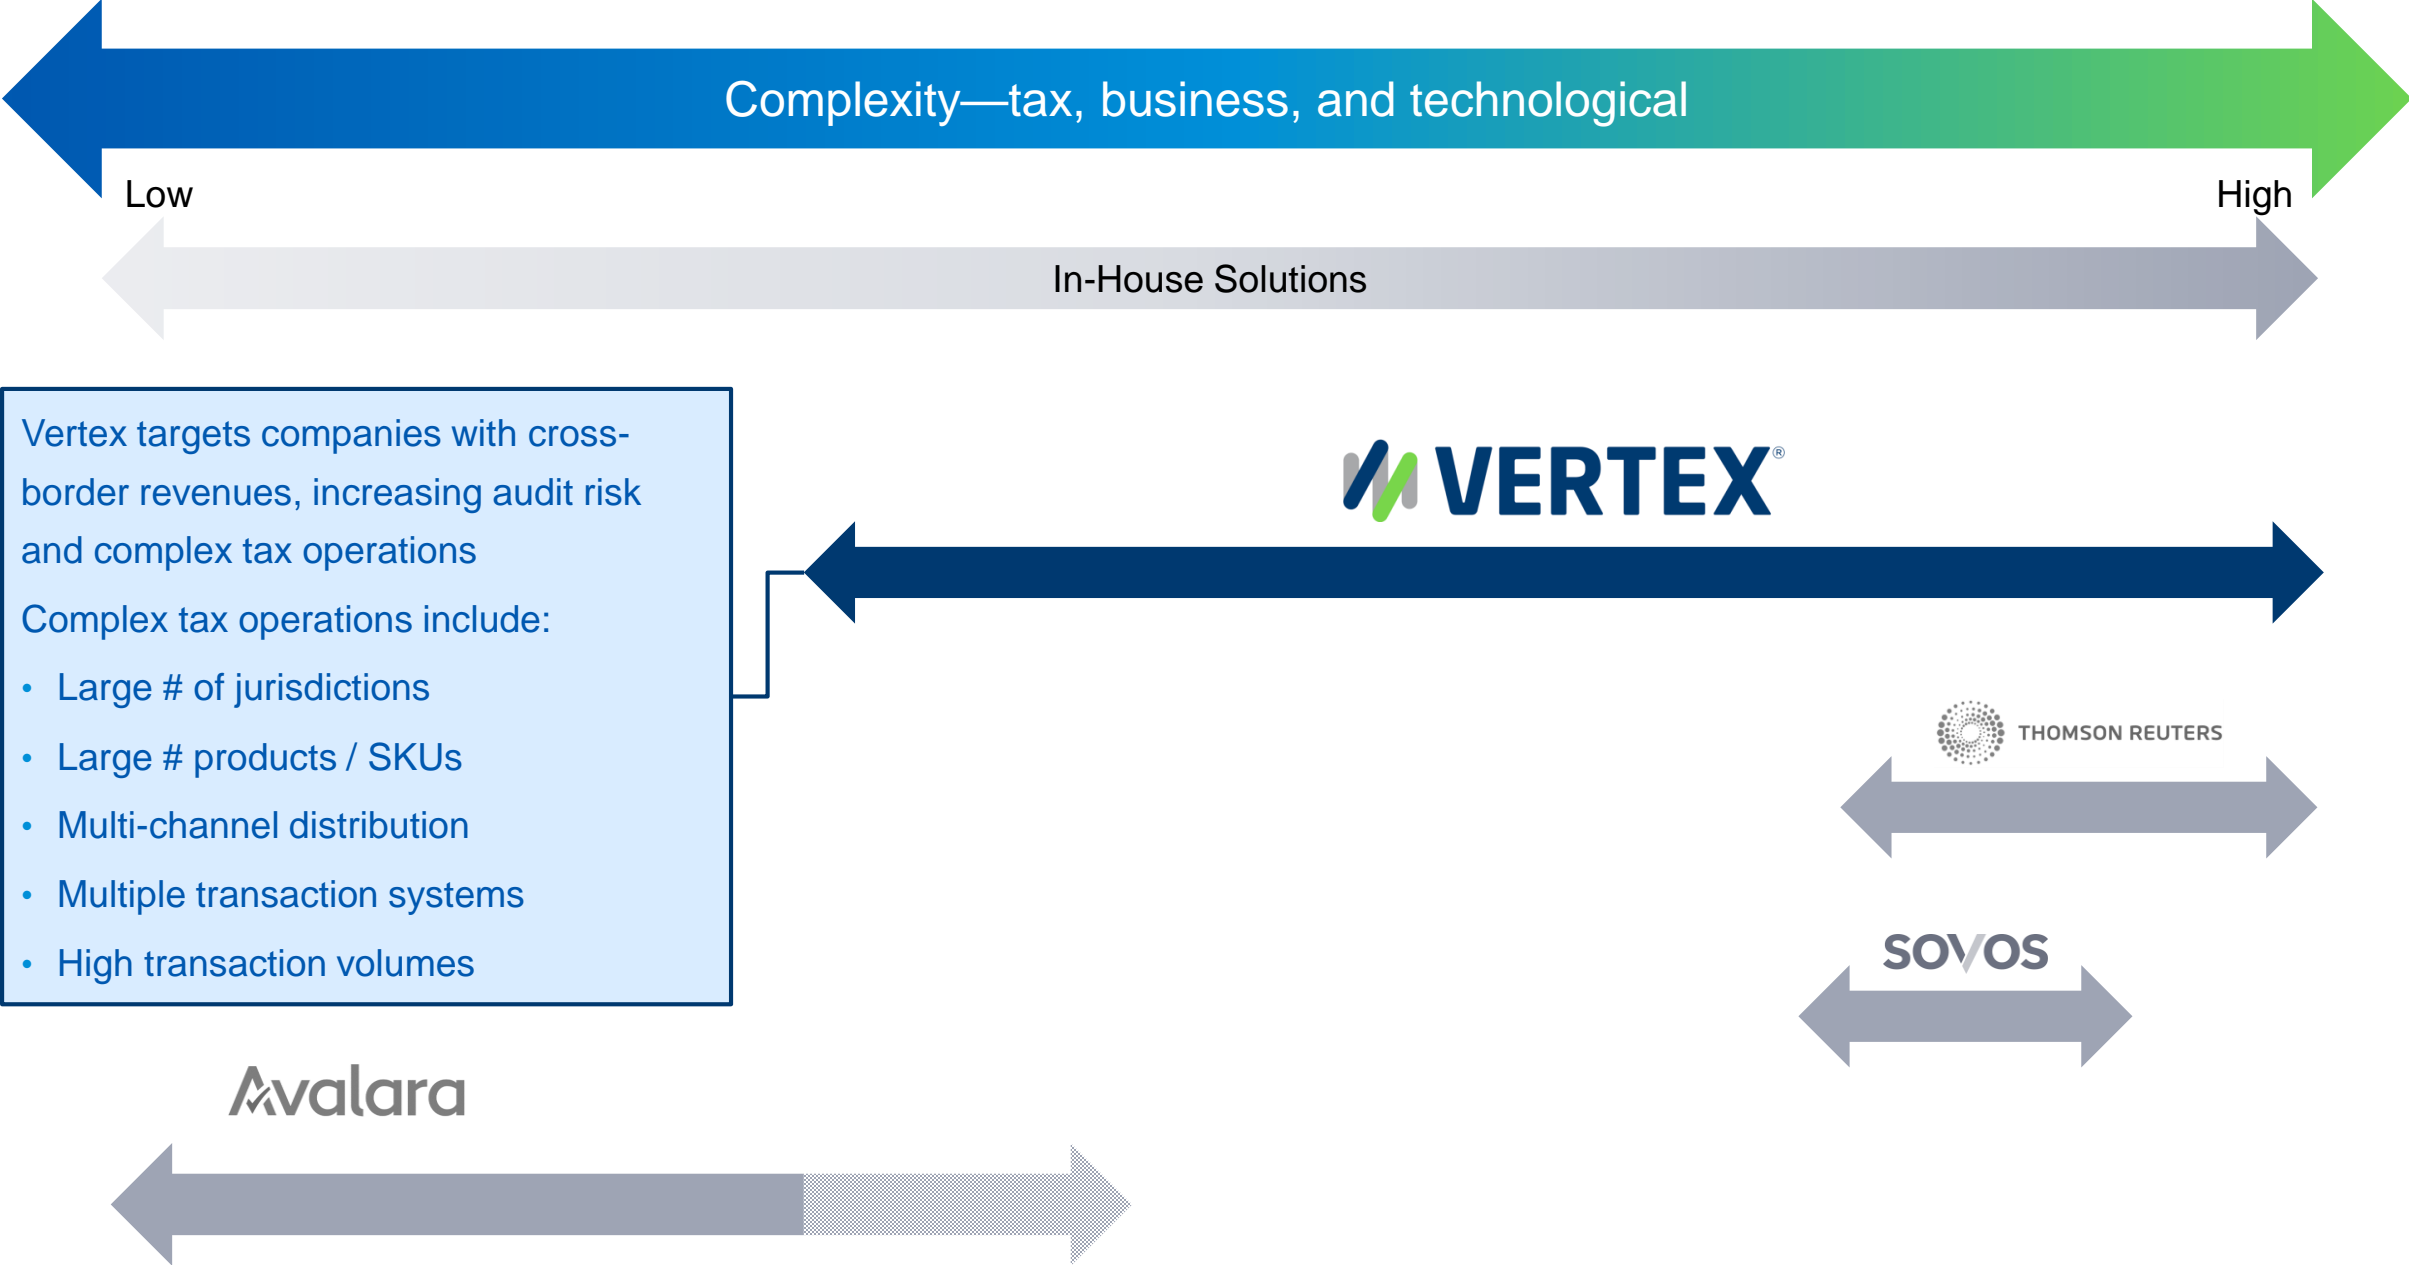 Complexity—tax, business, and technological
Low
High
In-House Solutions
Vertex targets companies with cross-
border revenues, increasing audit risk
and complex tax operations
Complex tax operations include:
• Large # of jurisdictions
• Large # products / SKUs
• Multi-channel distribution
• Multiple transaction systems
• High transaction volumes
VERTEX®
THOMSON REUTERS
SOVOS
Avalara